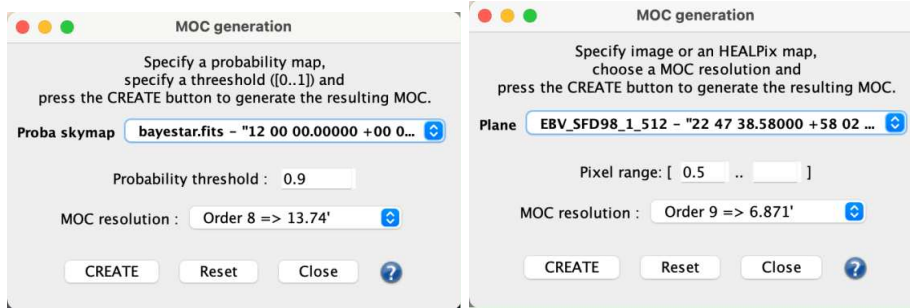 MOC generation
Specify a probability map,
specify a threeshold ([0..1]) and
press the CREATE button to generate the resulting MOC.
Proba skymap bayestar.fits - "12 00 00.00000 +00 0...
Probability threshold : 0.9
MOC resolution : Order 8 => 13.74'
CREATE Reset Close ?
MOC generation
Specify image or an HEALPix map,
choose a MOC resolution and
press the CREATE button to generate the resulting MOC.
Plane EBV_SFD98_1_512 - "22 47 38.58000 +58 02 ...
Pixel range: [ 0.5 .. ]
MOC resolution : Order 9 => 6.871'
CREATE Reset Close ?